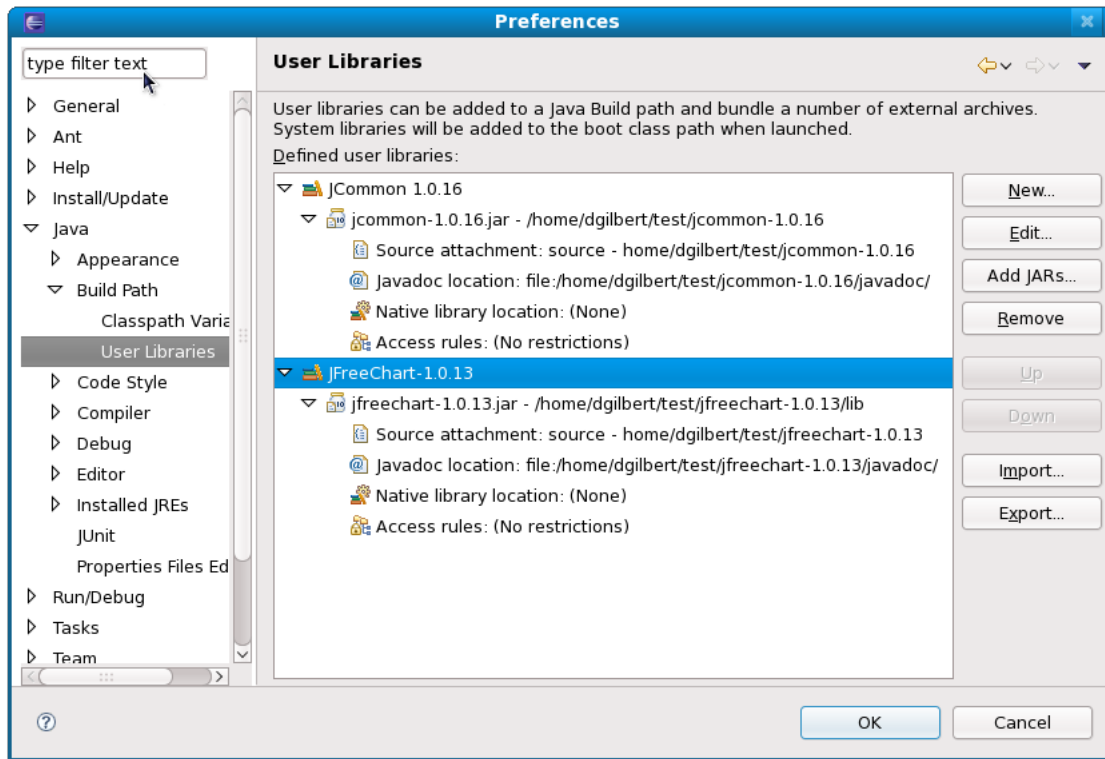 Preferences
type filter text
General
Ant
Help
Install/Update
Java
Appearance
Build Path
Classpath Varia
User Libraries
Code Style
Compiler
Debug
Editor
Installed JREs
JUnit
Properties Files Ed
Run/Debug
Tasks
Team
User Libraries
User libraries can be added to a Java Build path and bundle a number of external archives.
System libraries will be added to the boot class path when launched.
Defined user libraries:
JCommon 1.0.16
jcommon-1.0.16.jar - /home/dgilbert/test/jcommon-1.0.16
Source attachment: source - home/dgilbert/test/jcommon-1.0.16
Javadoc location: file:/home/dgilbert/test/jcommon-1.0.16/javadoc/
Native library location: (None)
Access rules: (No restrictions)
JFreeChart-1.0.13
jfreechart-1.0.13.jar - /home/dgilbert/test/jfreechart-1.0.13/lib
Source attachment: source - home/dgilbert/test/jfreechart-1.0.13
Javadoc location: file:/home/dgilbert/test/jfreechart-1.0.13/javadoc/
Native library location: (None)
Access rules: (No restrictions)
New...
Edit...
Add JARs...
Remove
Up
Down
Import...
Export...
OK
Cancel